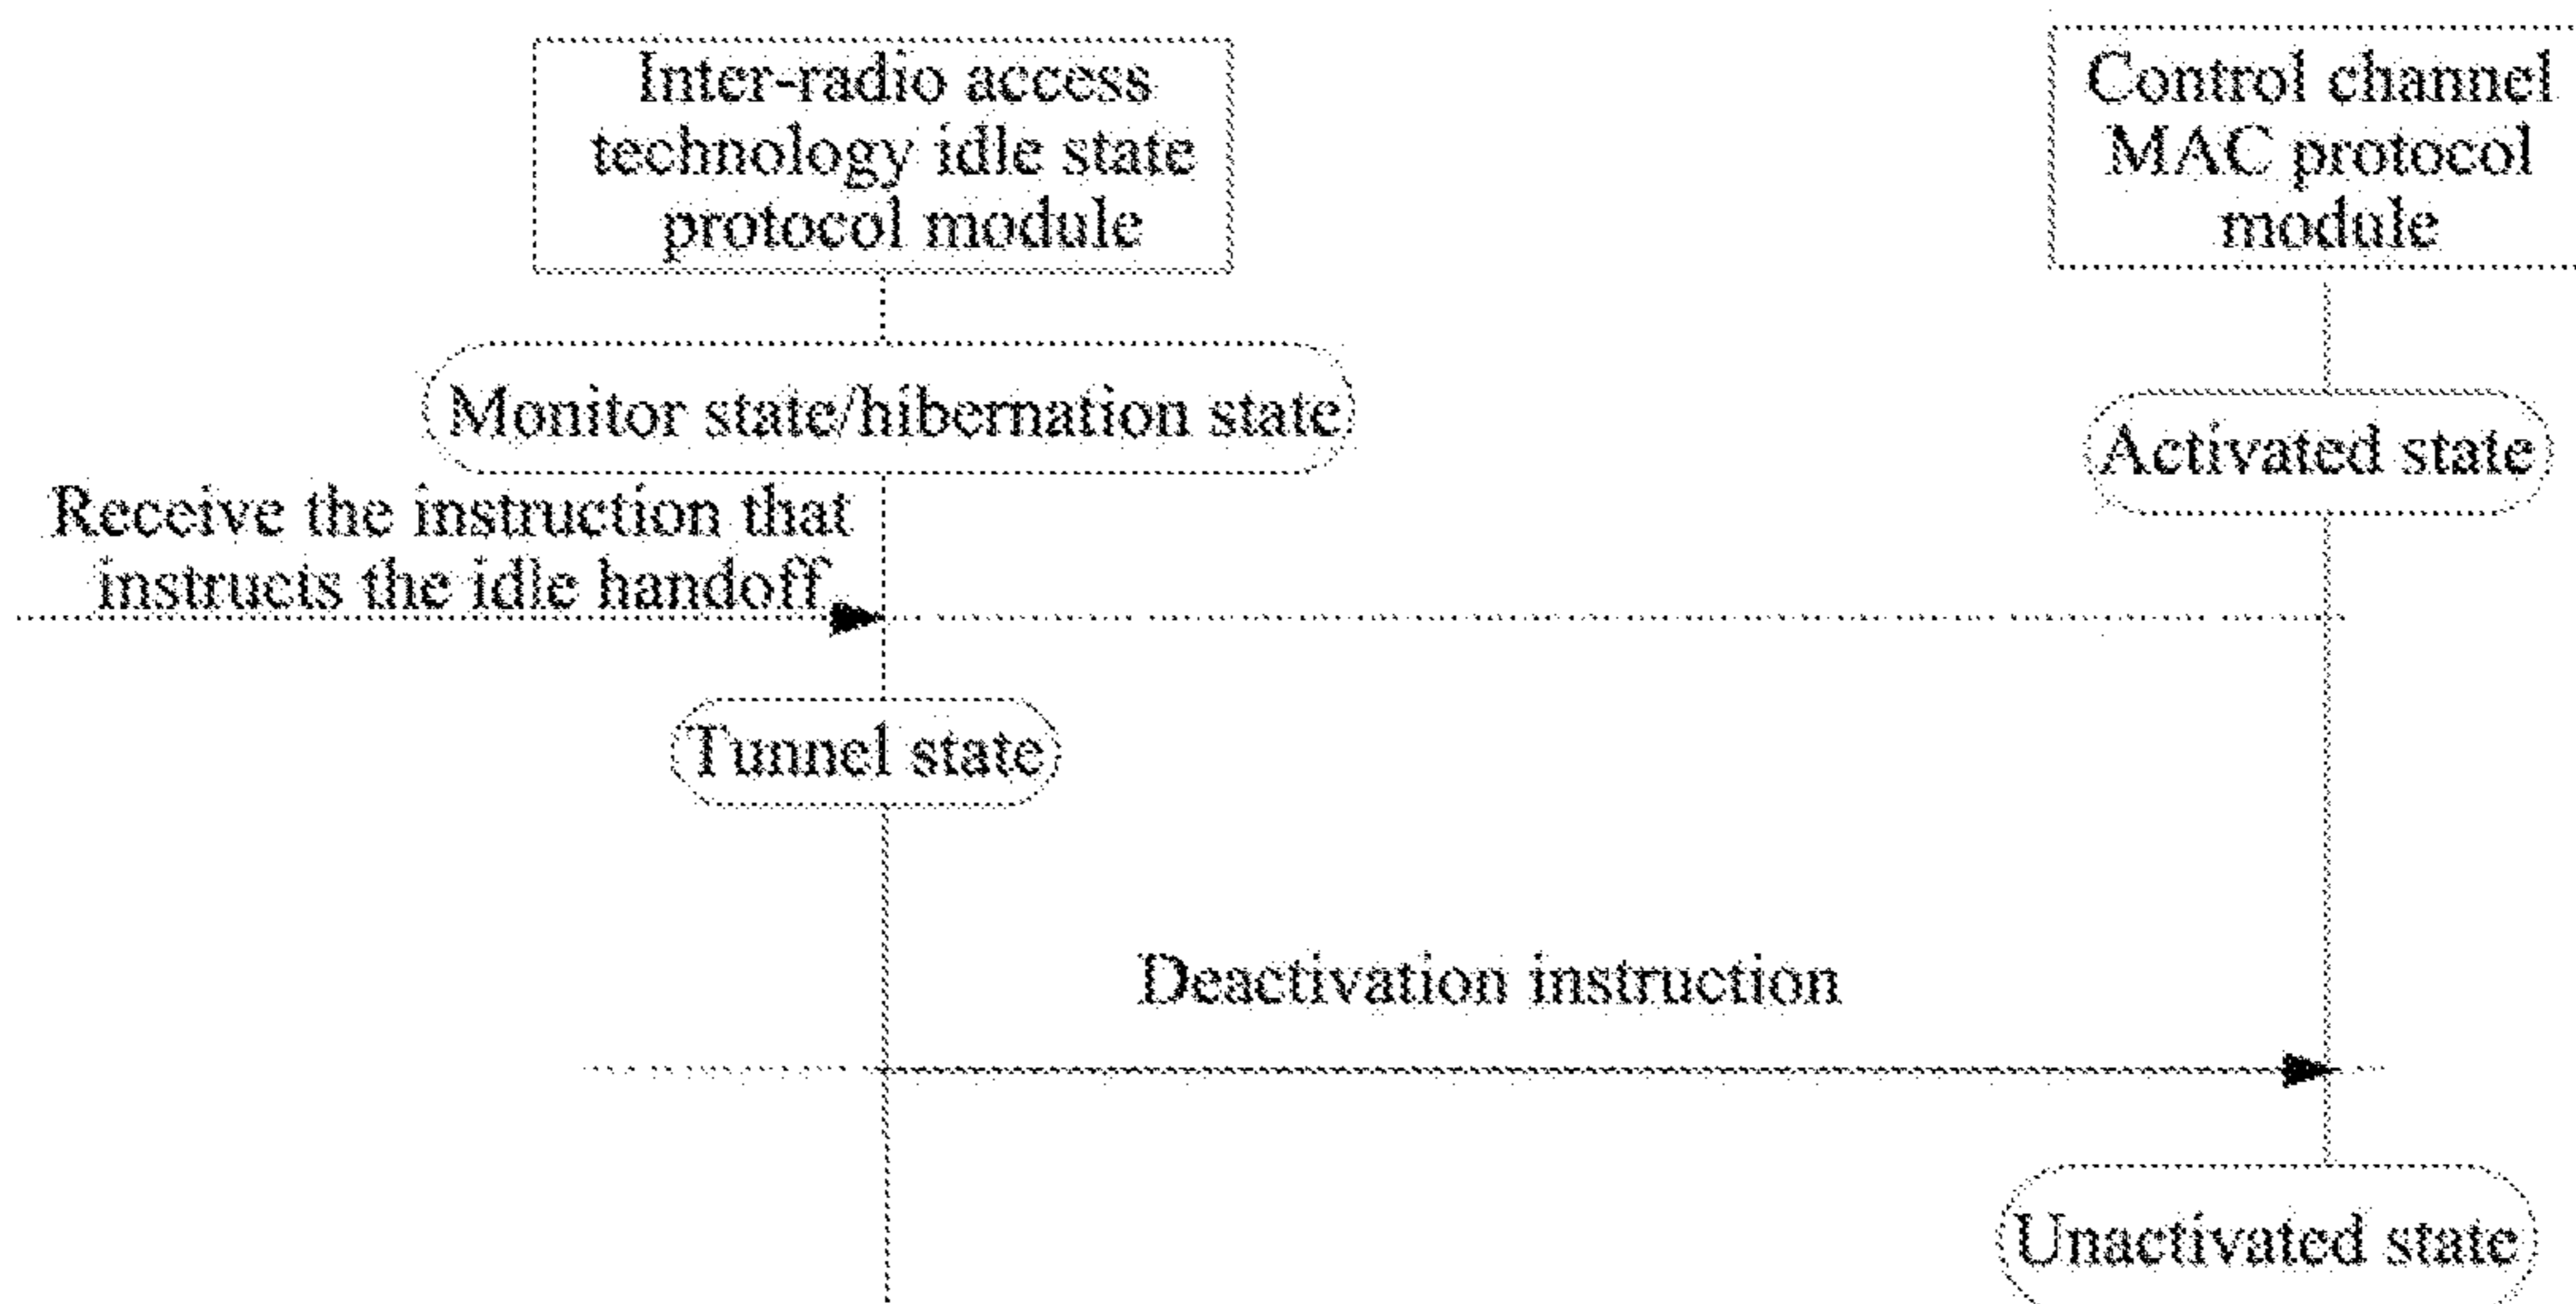 Inter-radio access
technology idle state
protocol module
Control channel
MAC protocol
module
Monitor state/hibernation state
Activated state
Receive the instruction that
instructs the idle handoff
Tunnel state
Deactivation instruction
Unactivated state